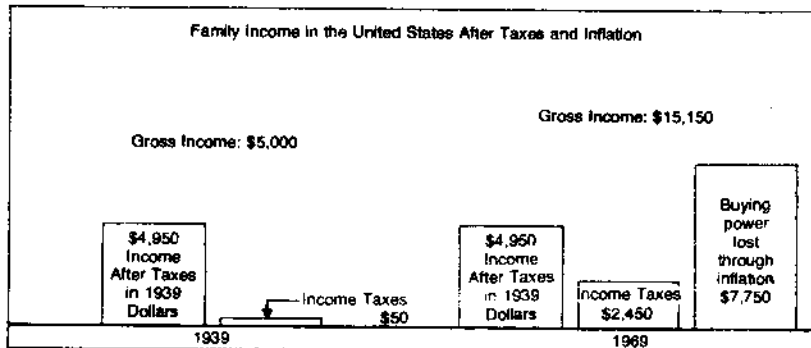 Family Income in the United States After Taxes and Inflation
Gross Income: $5,000
Gross Income: $15,150
$4,950
Income
After Taxes
in 1939
Dollars
Income Taxes
$50
$4,950
Income
After Taxes
in 1939
Dollars
Income Taxes
$2,450
Buying
power
lost
through
inflation
$7,750
1939
1969